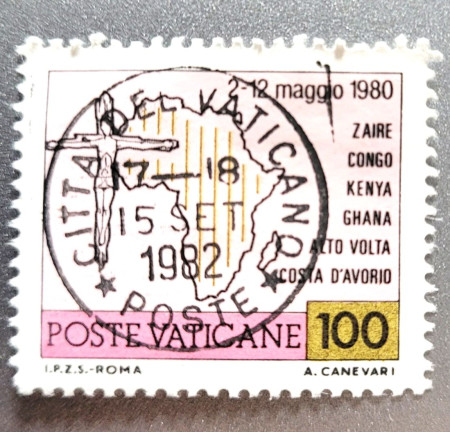 2-12 maggio 1980
ZAIRE
CONGO
KENYA
GHANA
ALTO VOLTA
COSTA D'AVORIO
CITTÀ DEL VATICANO
17-18
15 SET
1982
POSTE
POSTE VATICANE 100
I.P.Z.S.-ROMA A. CANEVARI